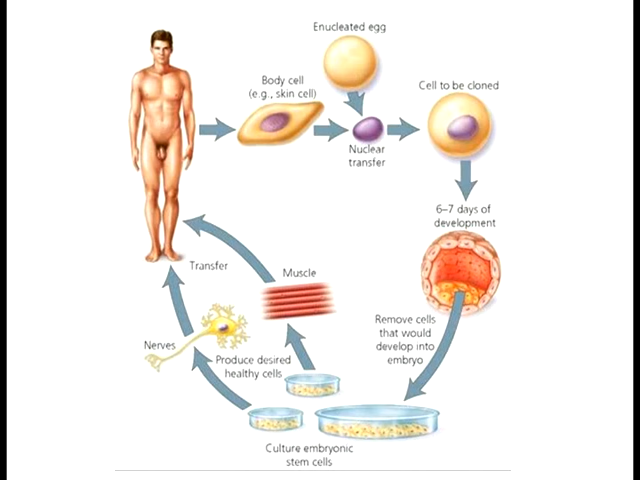 Enucleated egg
Body cell
(e.g., skin cell)
Cell to be cloned
Nuclear
transfer
6–7 days of
development
Transfer
Muscle
Remove cells
that would
develop into
embryo
Nerves
Produce desired
healthy cells
Culture embryonic
stem cells